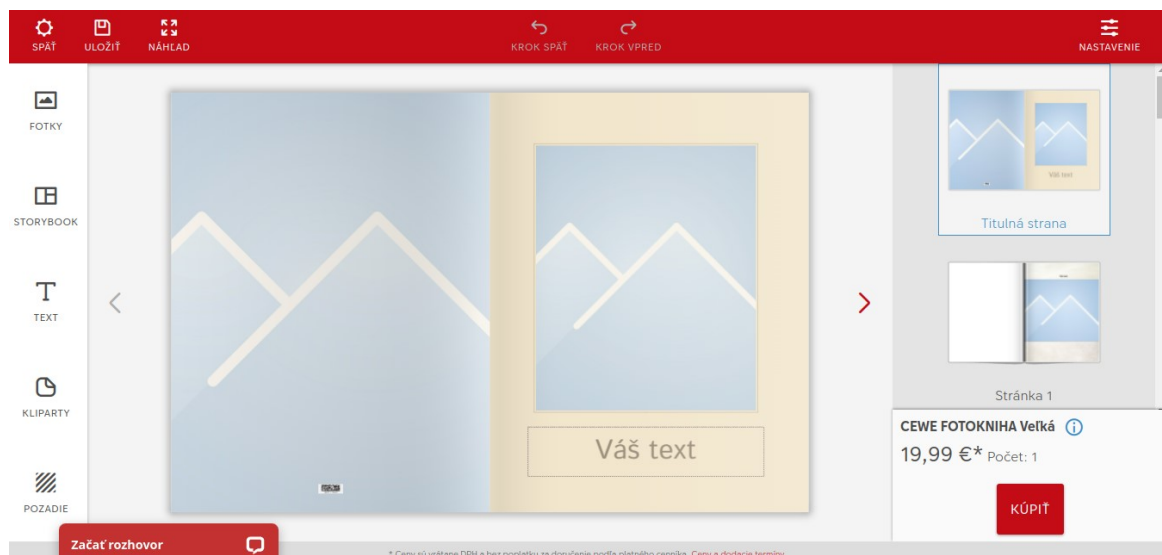 SPÄŤ
ULOŽIŤ
NÁHĽAD
KROK SPÄŤ
KROK VPRED
NASTAVENIE
FOTKY
STORYBOOK
TEXT
KLIPARTY
POZADIE
Váš text
Váš text
Titulná strana
Stránka 1
CEWE FOTOKNIHA Veľká
19,99 €* Počet: 1
KÚPIŤ
Začať rozhovor
* Ceny sú vrátane DPH a bez poplatku za doručenie podľa platného cenníka. Ceny a dodacie termíny